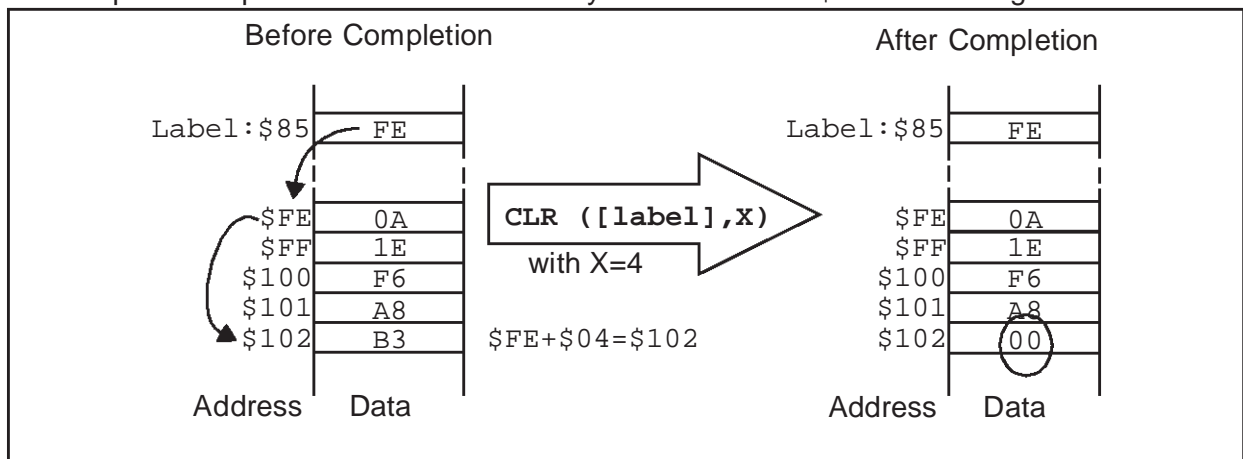 Before Completion
After Completion
Label:$85 FE
Label:$85 FE
$FE 0A
$FF 1E
$100 F6
$101 A8
$102 B3
CLR ([label],X)
with X=4
$FE+$04=$102
$FE 0A
$FF 1E
$100 F6
$101 A8
$102 00
Address Data
Address Data